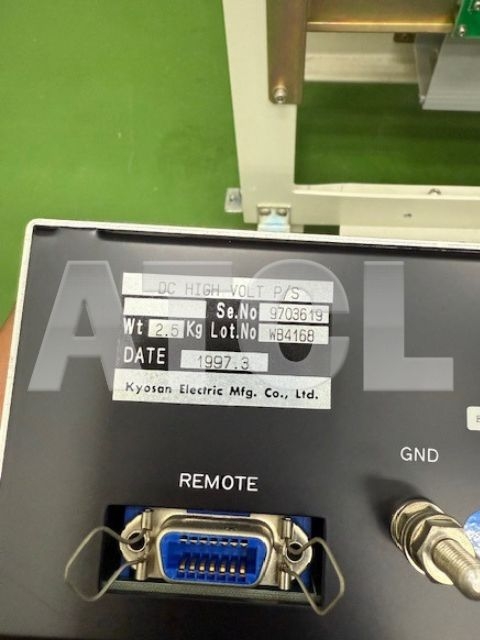 ATCL
DC HIGH VOLT P/S
Se.No 9703619
Wt 2.5 Kg Lot.No WB4168
DATE 1997.3
Kyosan Electric Mfg. Co., Ltd.
GND
REMOTE